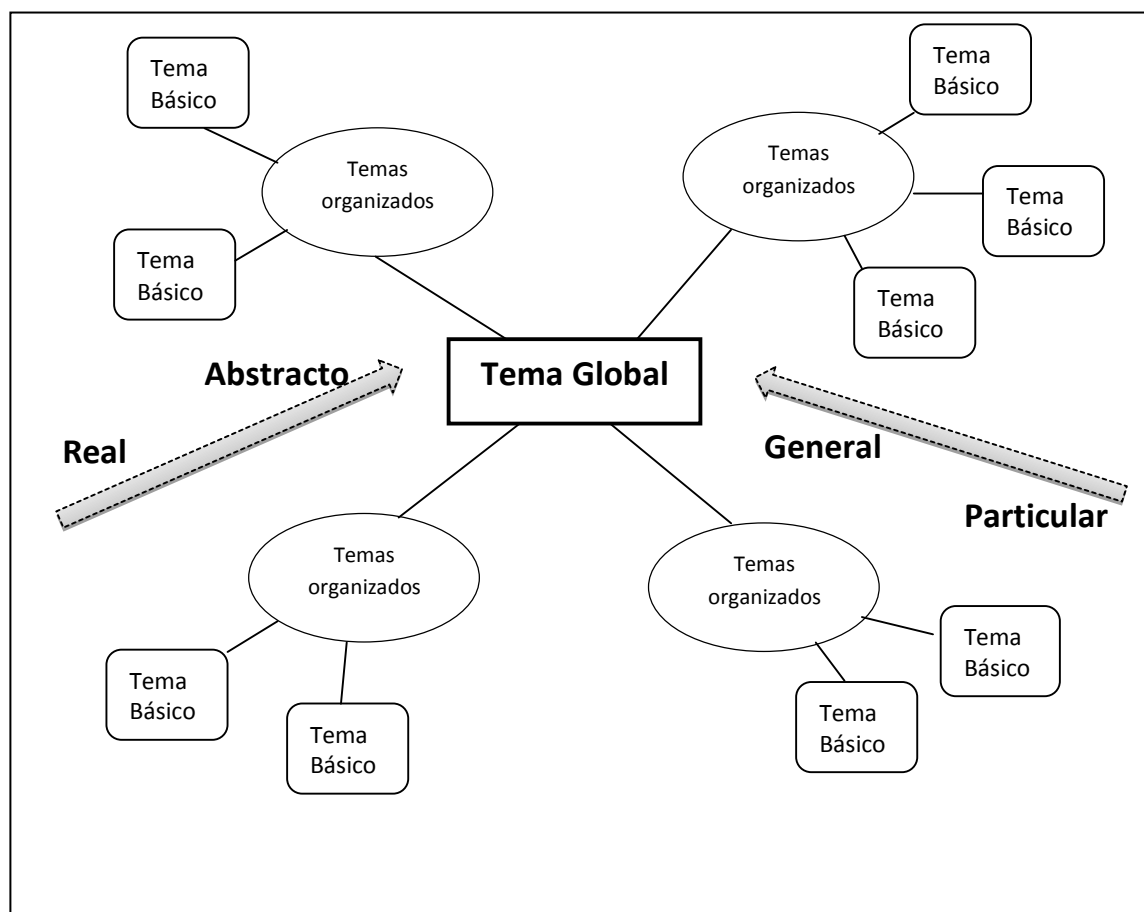 Tema
Básico
Temas
organizados
Tema
Básico
Tema
Básico
Temas
organizados
Tema
Básico
Tema
Básico
Abstracto
Real
Tema Global
General
Particular
Temas
organizados
Tema
Básico
Tema
Básico
Temas
organizados
Tema
Básico
Tema
Básico